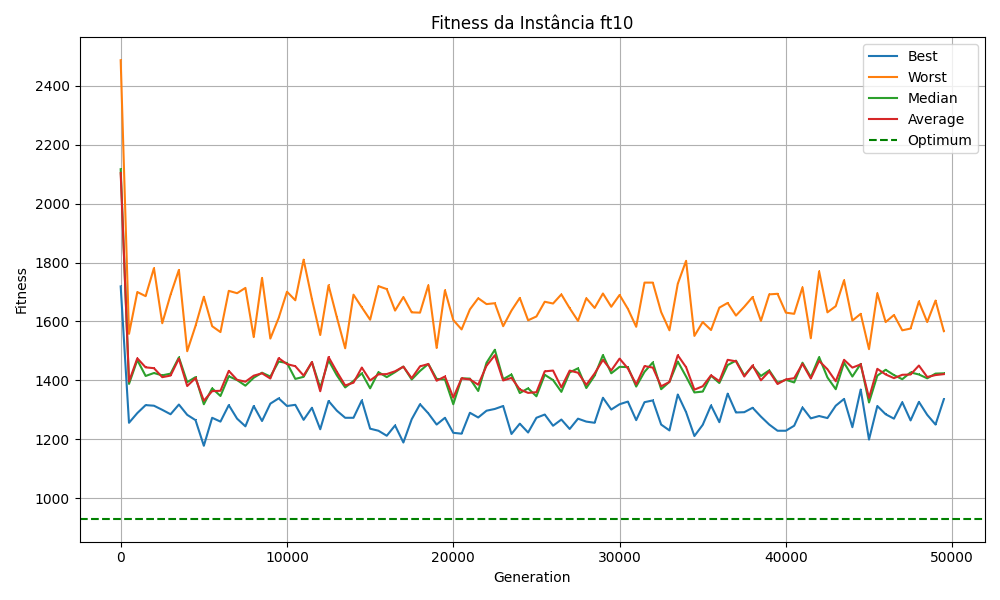 Fitness da Instância ft10
Best
Worst
Median
Average
Optimum
Fitness
2400
2200
2000
1800
1600
1400
1200
1000
0
10000
20000
30000
40000
50000
Generation